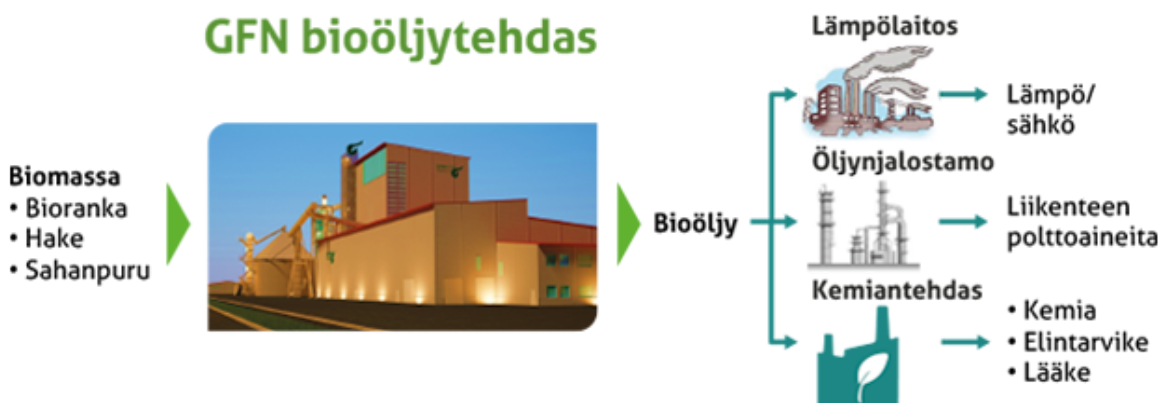 GFN bioöljytehdas
Biomassa
• Bioranka
• Hake
• Sahanpuru
Bioöljy
Lämpölaitos
Lämpö/
sähkö
Öljynjalostamo
Liikenteen
polttoaineita
Kemiantehdas
• Kemia
• Elintarvike
• Lääke